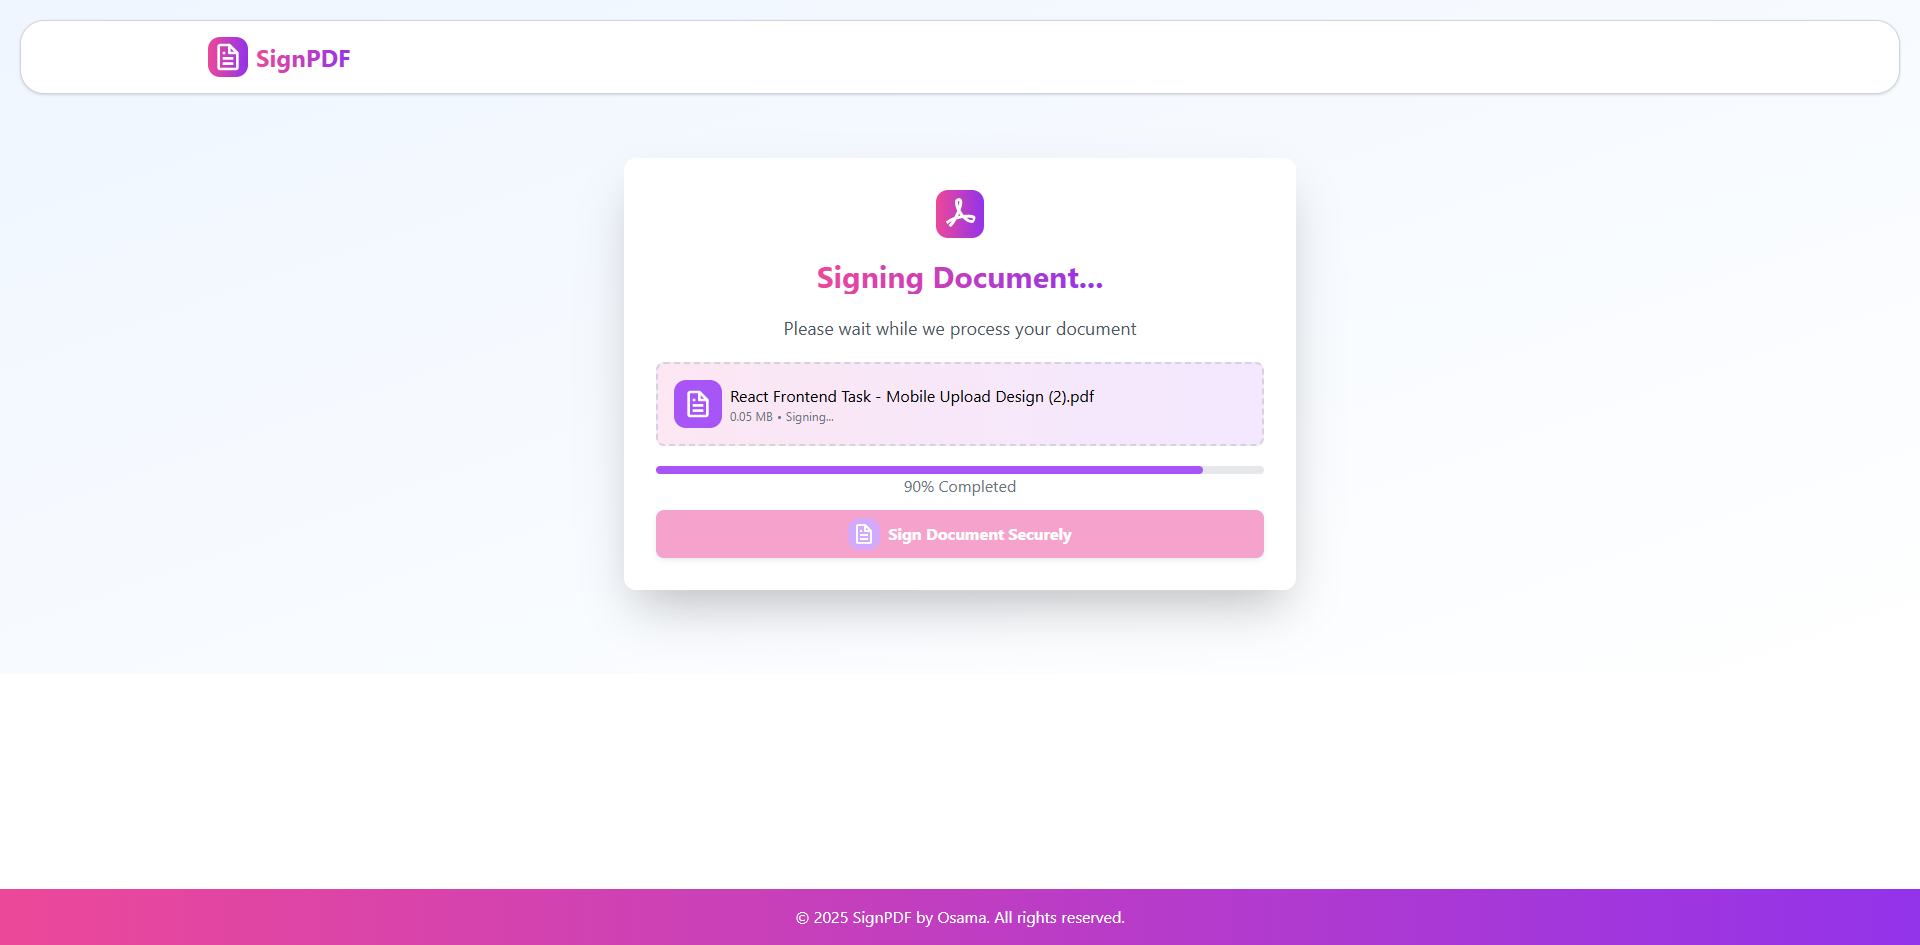 SignPDF
Signing Document...
Please wait while we process your document
React Frontend Task - Mobile Upload Design (2).pdf
0.05 MB • Signing...
90% Completed
Sign Document Securely
© 2025 SignPDF by Osama. All rights reserved.